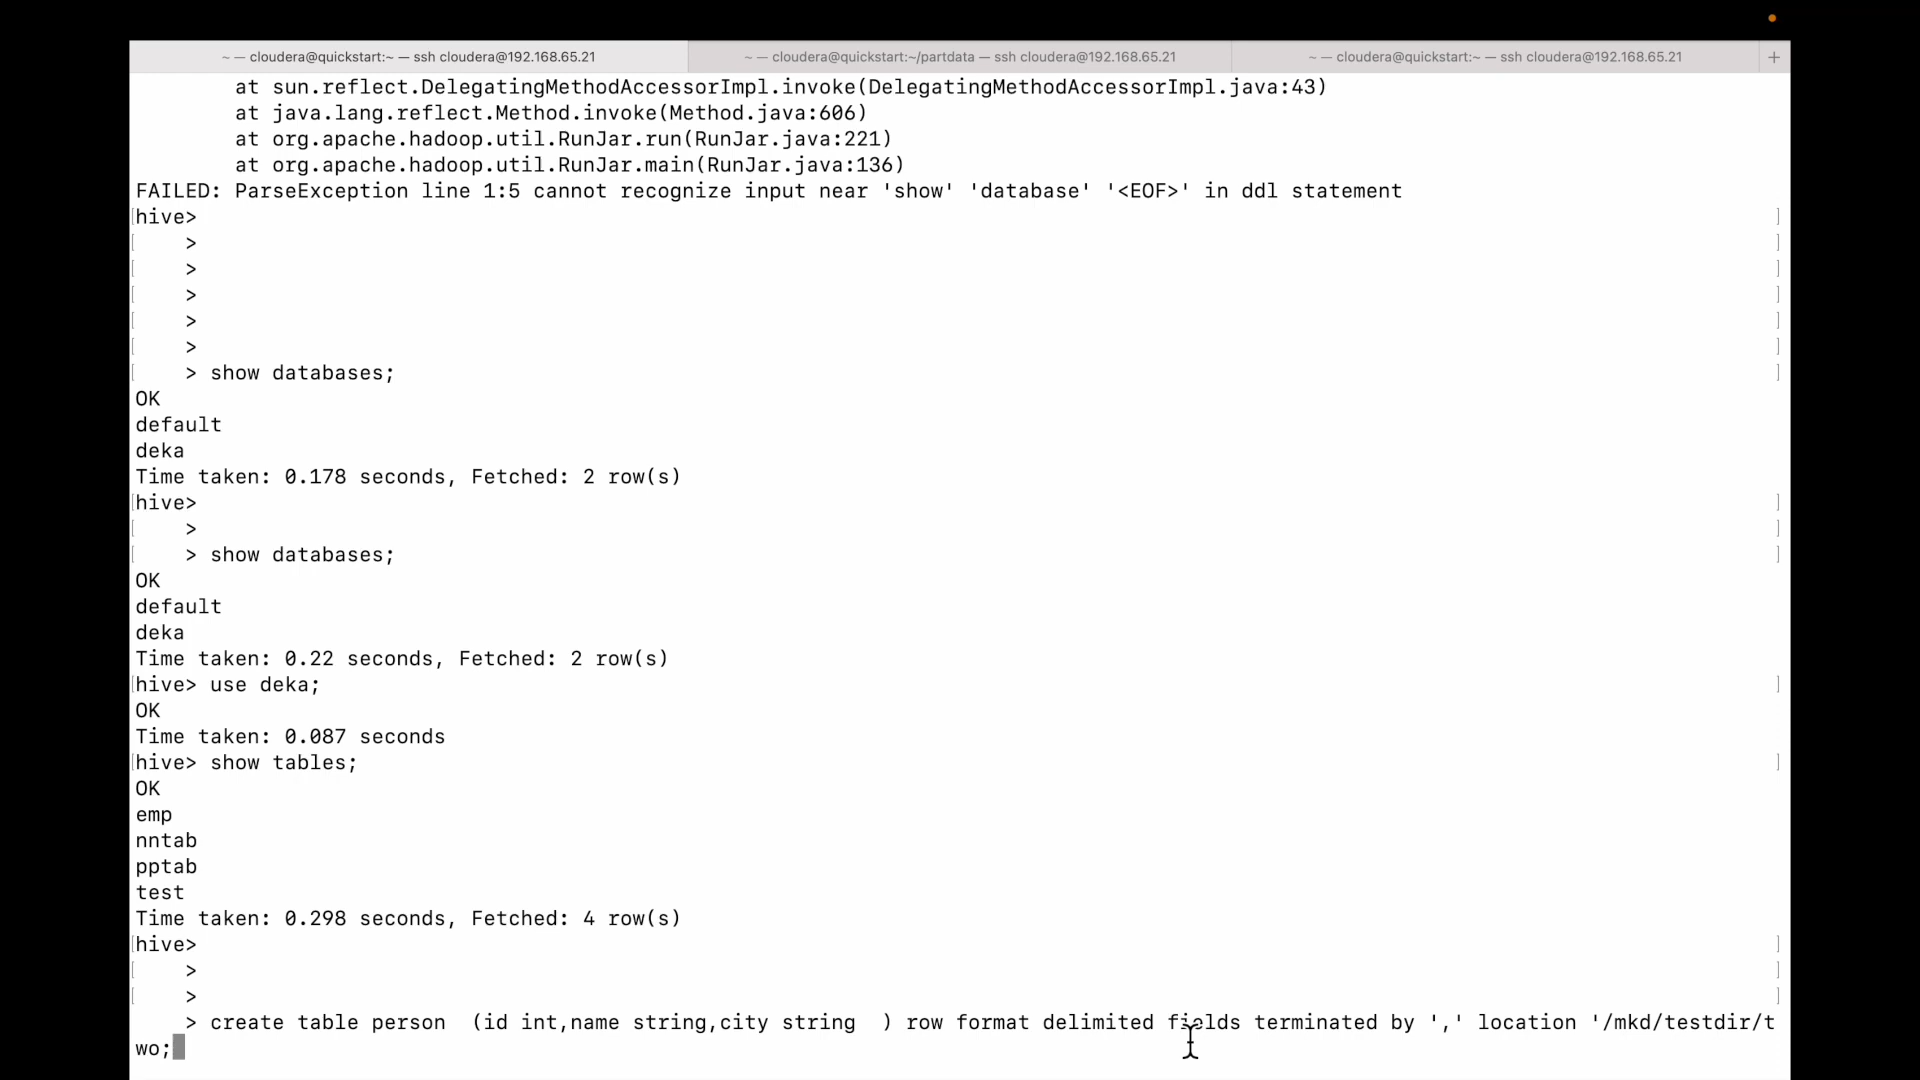 ~ — cloudera@quickstart:~ — ssh cloudera@192.168.65.21
~ — cloudera@quickstart:~/partdata — ssh cloudera@192.168.65.21
~ — cloudera@quickstart:~ — ssh cloudera@192.168.65.21
+
at sun.reflect.DelegatingMethodAccessorImpl.invoke(DelegatingMethodAccessorImpl.java:43)
at java.lang.reflect.Method.invoke(Method.java:606)
at org.apache.hadoop.util.RunJar.run(RunJar.java:221)
at org.apache.hadoop.util.RunJar.main(RunJar.java:136)
FAILED: ParseException line 1:5 cannot recognize input near 'show' 'database' '<EOF>' in ddl statement
[hive> ]
[ > ]
[ > ]
[ > ]
[ > ]
[ > ]
[ > show databases; ]
OK
default
deka
Time taken: 0.178 seconds, Fetched: 2 row(s)
[hive> ]
[ > ]
[ > show databases; ]
OK
default
deka
Time taken: 0.22 seconds, Fetched: 2 row(s)
[hive> use deka; ]
OK
Time taken: 0.087 seconds
[hive> show tables; ]
OK
emp
nntab
pptab
test
Time taken: 0.298 seconds, Fetched: 4 row(s)
[hive> ]
[ > ]
[ > ]
> create table person  (id int,name string,city string  ) row format delimited fields terminated by ',' location '/mkd/testdir/t
wo;